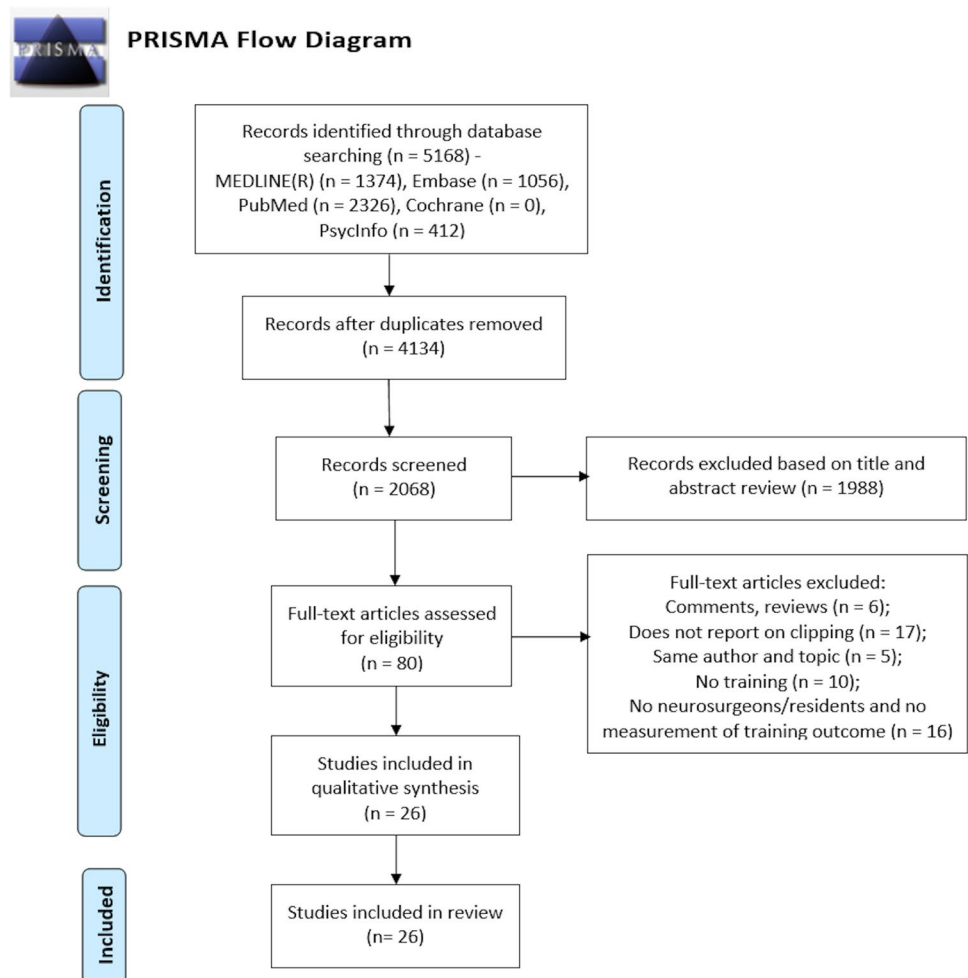 PRISMA
PRISMA Flow Diagram
Identification
Records identified through database
searching (n = 5168) -
MEDLINE(R) (n = 1374), Embase = 1056),
PubMed = 2326), Cochrane (n = 0),
PsycInfo (n = 412)
Records after duplicates removed
(n = 4134)
Screening
Records screened
(n = 2068)
Records excluded based on title and
abstract review (n = 1988)
Eligibility
Full-text articles assessed
for eligibility
(n = 80)
Full-text articles excluded:
Comments, reviews (n = 6);
Does not report on clipping (n = 17);
Same author and topic (n = 5);
No training (n = 10);
No neurosurgeons/residents and no
measurement of training outcome (n = 16)
Studies included in
qualitative synthesis
(n = 26)
Included
Studies included in review
(n= 26)